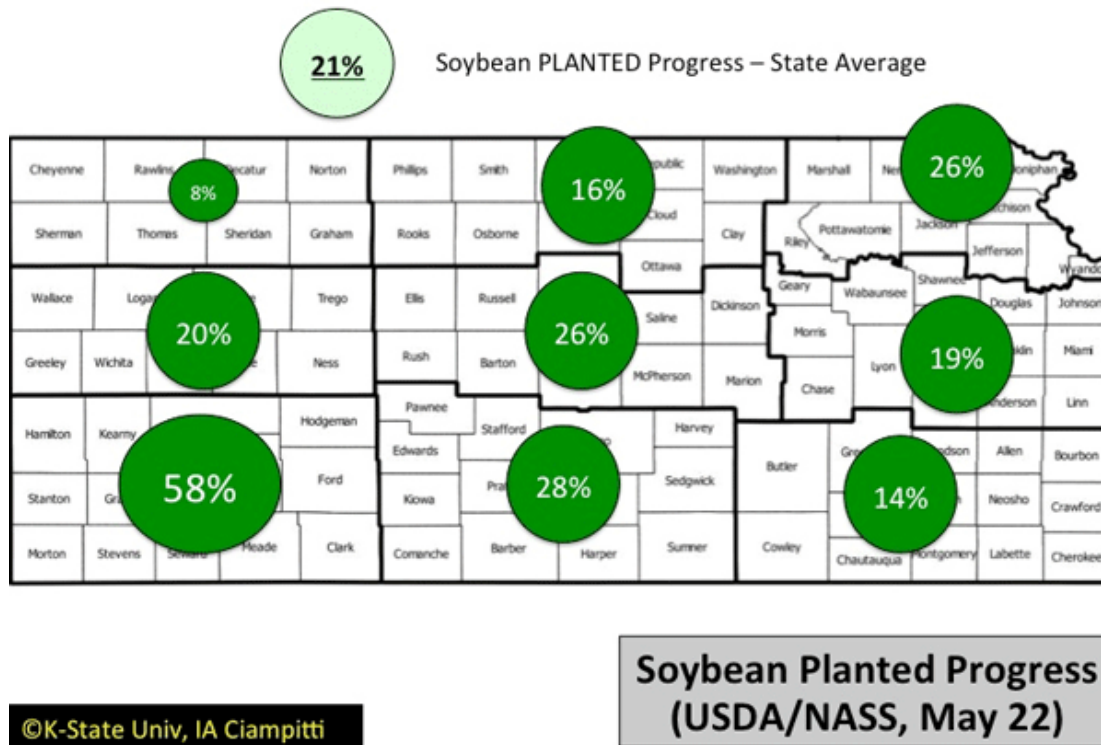 21% Soybean PLANTED Progress – State Average
Cheyenne Rawlins Norton Phillips Smith Washington Marshall
8% 16% 26%
Sherman Thomas Sheridan Graham Rooks Osborne Cloud Clay Riley Pottawatomie Jackson Jefferson
Ottawa
Wallace Trego Ellis Russell Dickinson Geary Wabaunsee Shawnee Douglas Johnson
Saline
20% 26% 19%
Morris
Greeley Wichita Ness Rush Barton McPherson Marion Chase Lyon Miami
Anderson Linn
Hamilton Kearny Hodgeman Pawnee Stafford Harvey
Edwards Butler Allen Bourbon
58% 28% 14%
Stanton Ford Kiowa Sedgwick Neosho Crawford
Morton Stevens Seward Meade Clark Comanche Barber Harper Sumner Cowley Chautauqua Montgomery Labette Cherokee
Soybean Planted Progress
(USDA/NASS, May 22)
©K-State Univ, IA Ciampitti